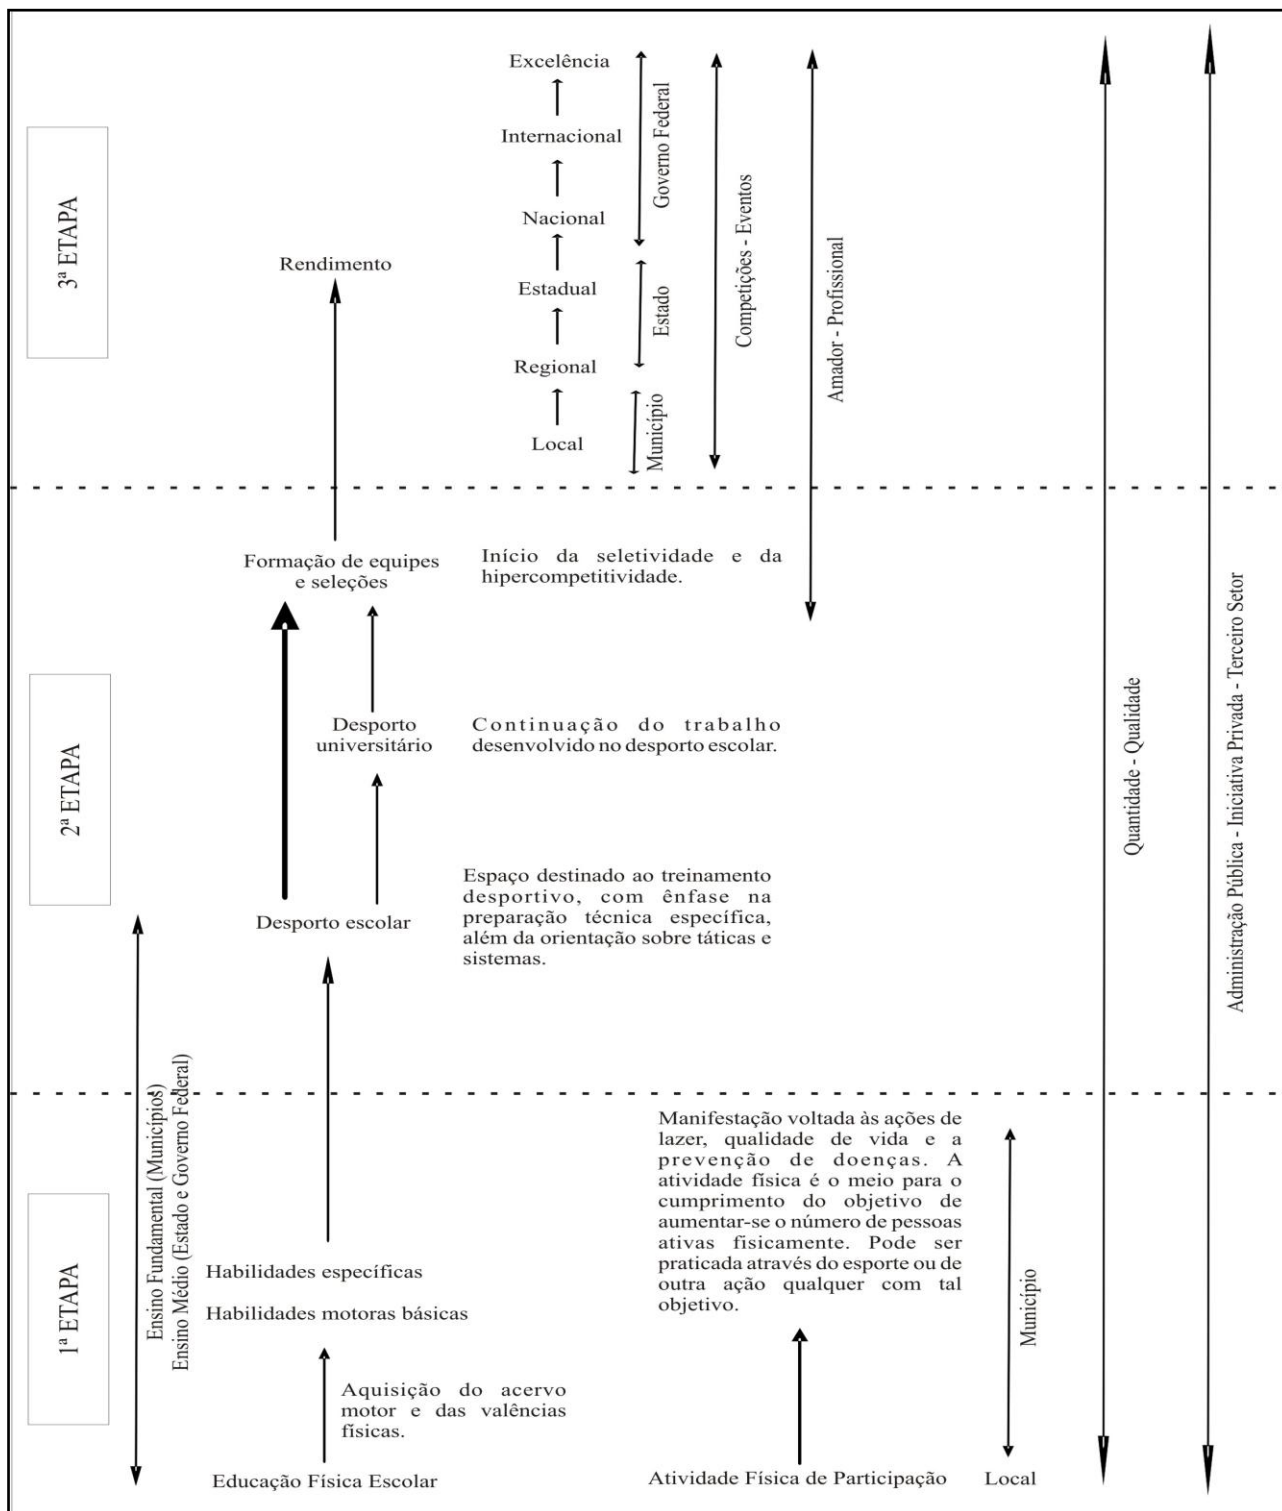 3ª ETAPA
Excelência
Internacional
Nacional
Estadual
Regional
Local
Governo Federal
Estado
Município
Competições - Eventos
Amador - Profissional
Rendimento
2ª ETAPA
Formação de equipes
e seleções
Início da seletividade e da
hipercompetitividade.
Desporto
universitário
Continuação do trabalho
desenvolvido no desporto escolar.
Desporto escolar
Espaço destinado ao treinamento
desportivo, com ênfase na
preparação técnica específica,
além da orientação sobre táticas e
sistemas.
Quantidade - Qualidade
Administração Pública - Iniciativa Privada - Terceiro Setor
1ª ETAPA
Ensino Fundamental (Municípios)
Ensino Médio (Estado e Governo Federal)
Habilidades específicas
Habilidades motoras básicas
Aquisição do acervo
motor e das valências
físicas.
Educação Física Escolar
Manifestação voltada às ações de
lazer, qualidade de vida e a
prevenção de doenças. A
atividade física é o meio para o
cumprimento do objetivo de
aumentar-se o número de pessoas
ativas fisicamente. Pode ser
praticada através do esporte ou de
outra ação qualquer com tal
objetivo.
Município
Atividade Física de Participação
Local